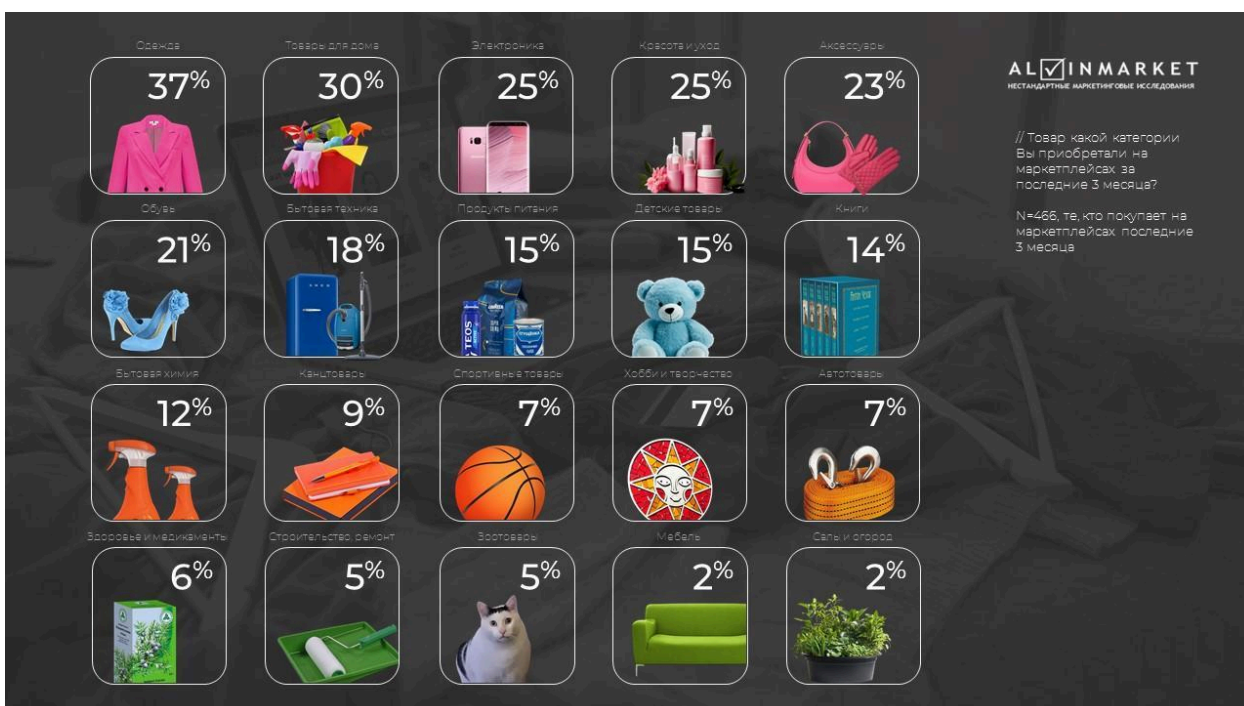 Одежда
Товары для дома
Электроника
Красота и уход
Аксессуары
37%
30%
25%
25%
23%
Обувь
Бытовая техника
Продукты питания
Детские товары
Книги
21%
18%
15%
15%
14%
TEOS
LAVAZZA
Бытовая химия
Канцтовары
Спортивные товары
Хобби и творчество
Автотовары
12%
9%
7%
7%
7%
Здоровье и медикаменты
Строительство, ремонт
Зоотовары
Мебель
Сады и огород
6%
5%
5%
2%
2%
ALVINMARKET
НЕСТАНДАРТНЫЕ МАРКЕТИНГОВЫЕ ИССЛЕДОВАНИЯ
// Товар какой категории
Вы приобретали на
маркетплейсах за
последние 3 месяца?
N=466, те, кто покупает на
маркетплейсах последние
3 месяца